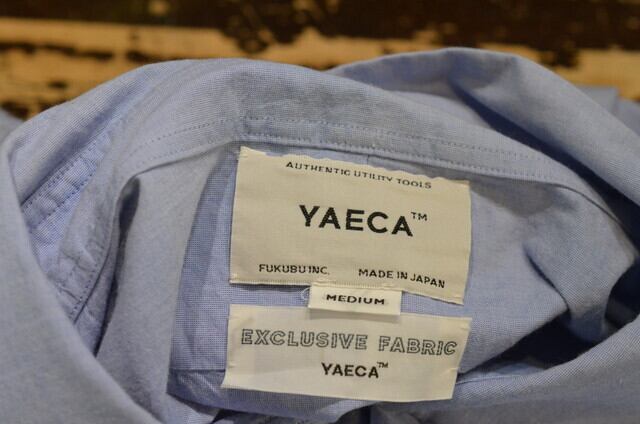 AUTHENTIC UTILITY TOOLS
YAECA™
FUKUBU INC. MADE IN JAPAN
MEDIUM
EXCLUSIVE FABRIC
YAECA™